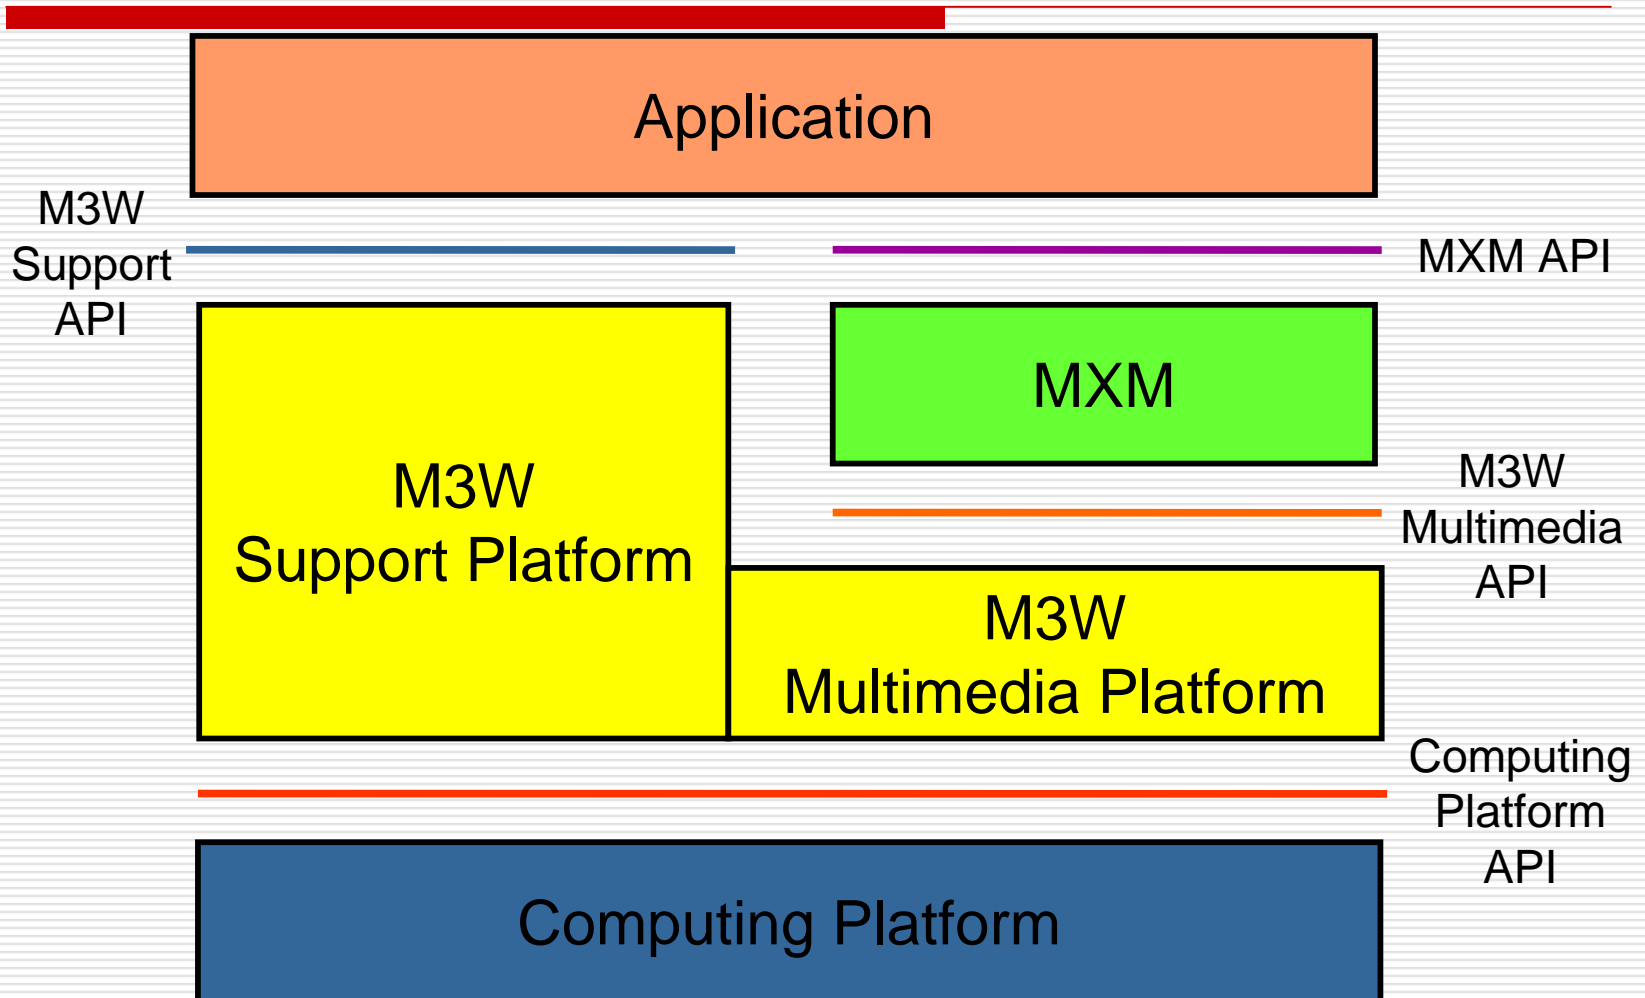 Application
M3W
Support
API
MXM API
MXM
M3W
Support Platform
M3W
Multimedia
API
M3W
Multimedia Platform
Computing
Platform
API
Computing Platform